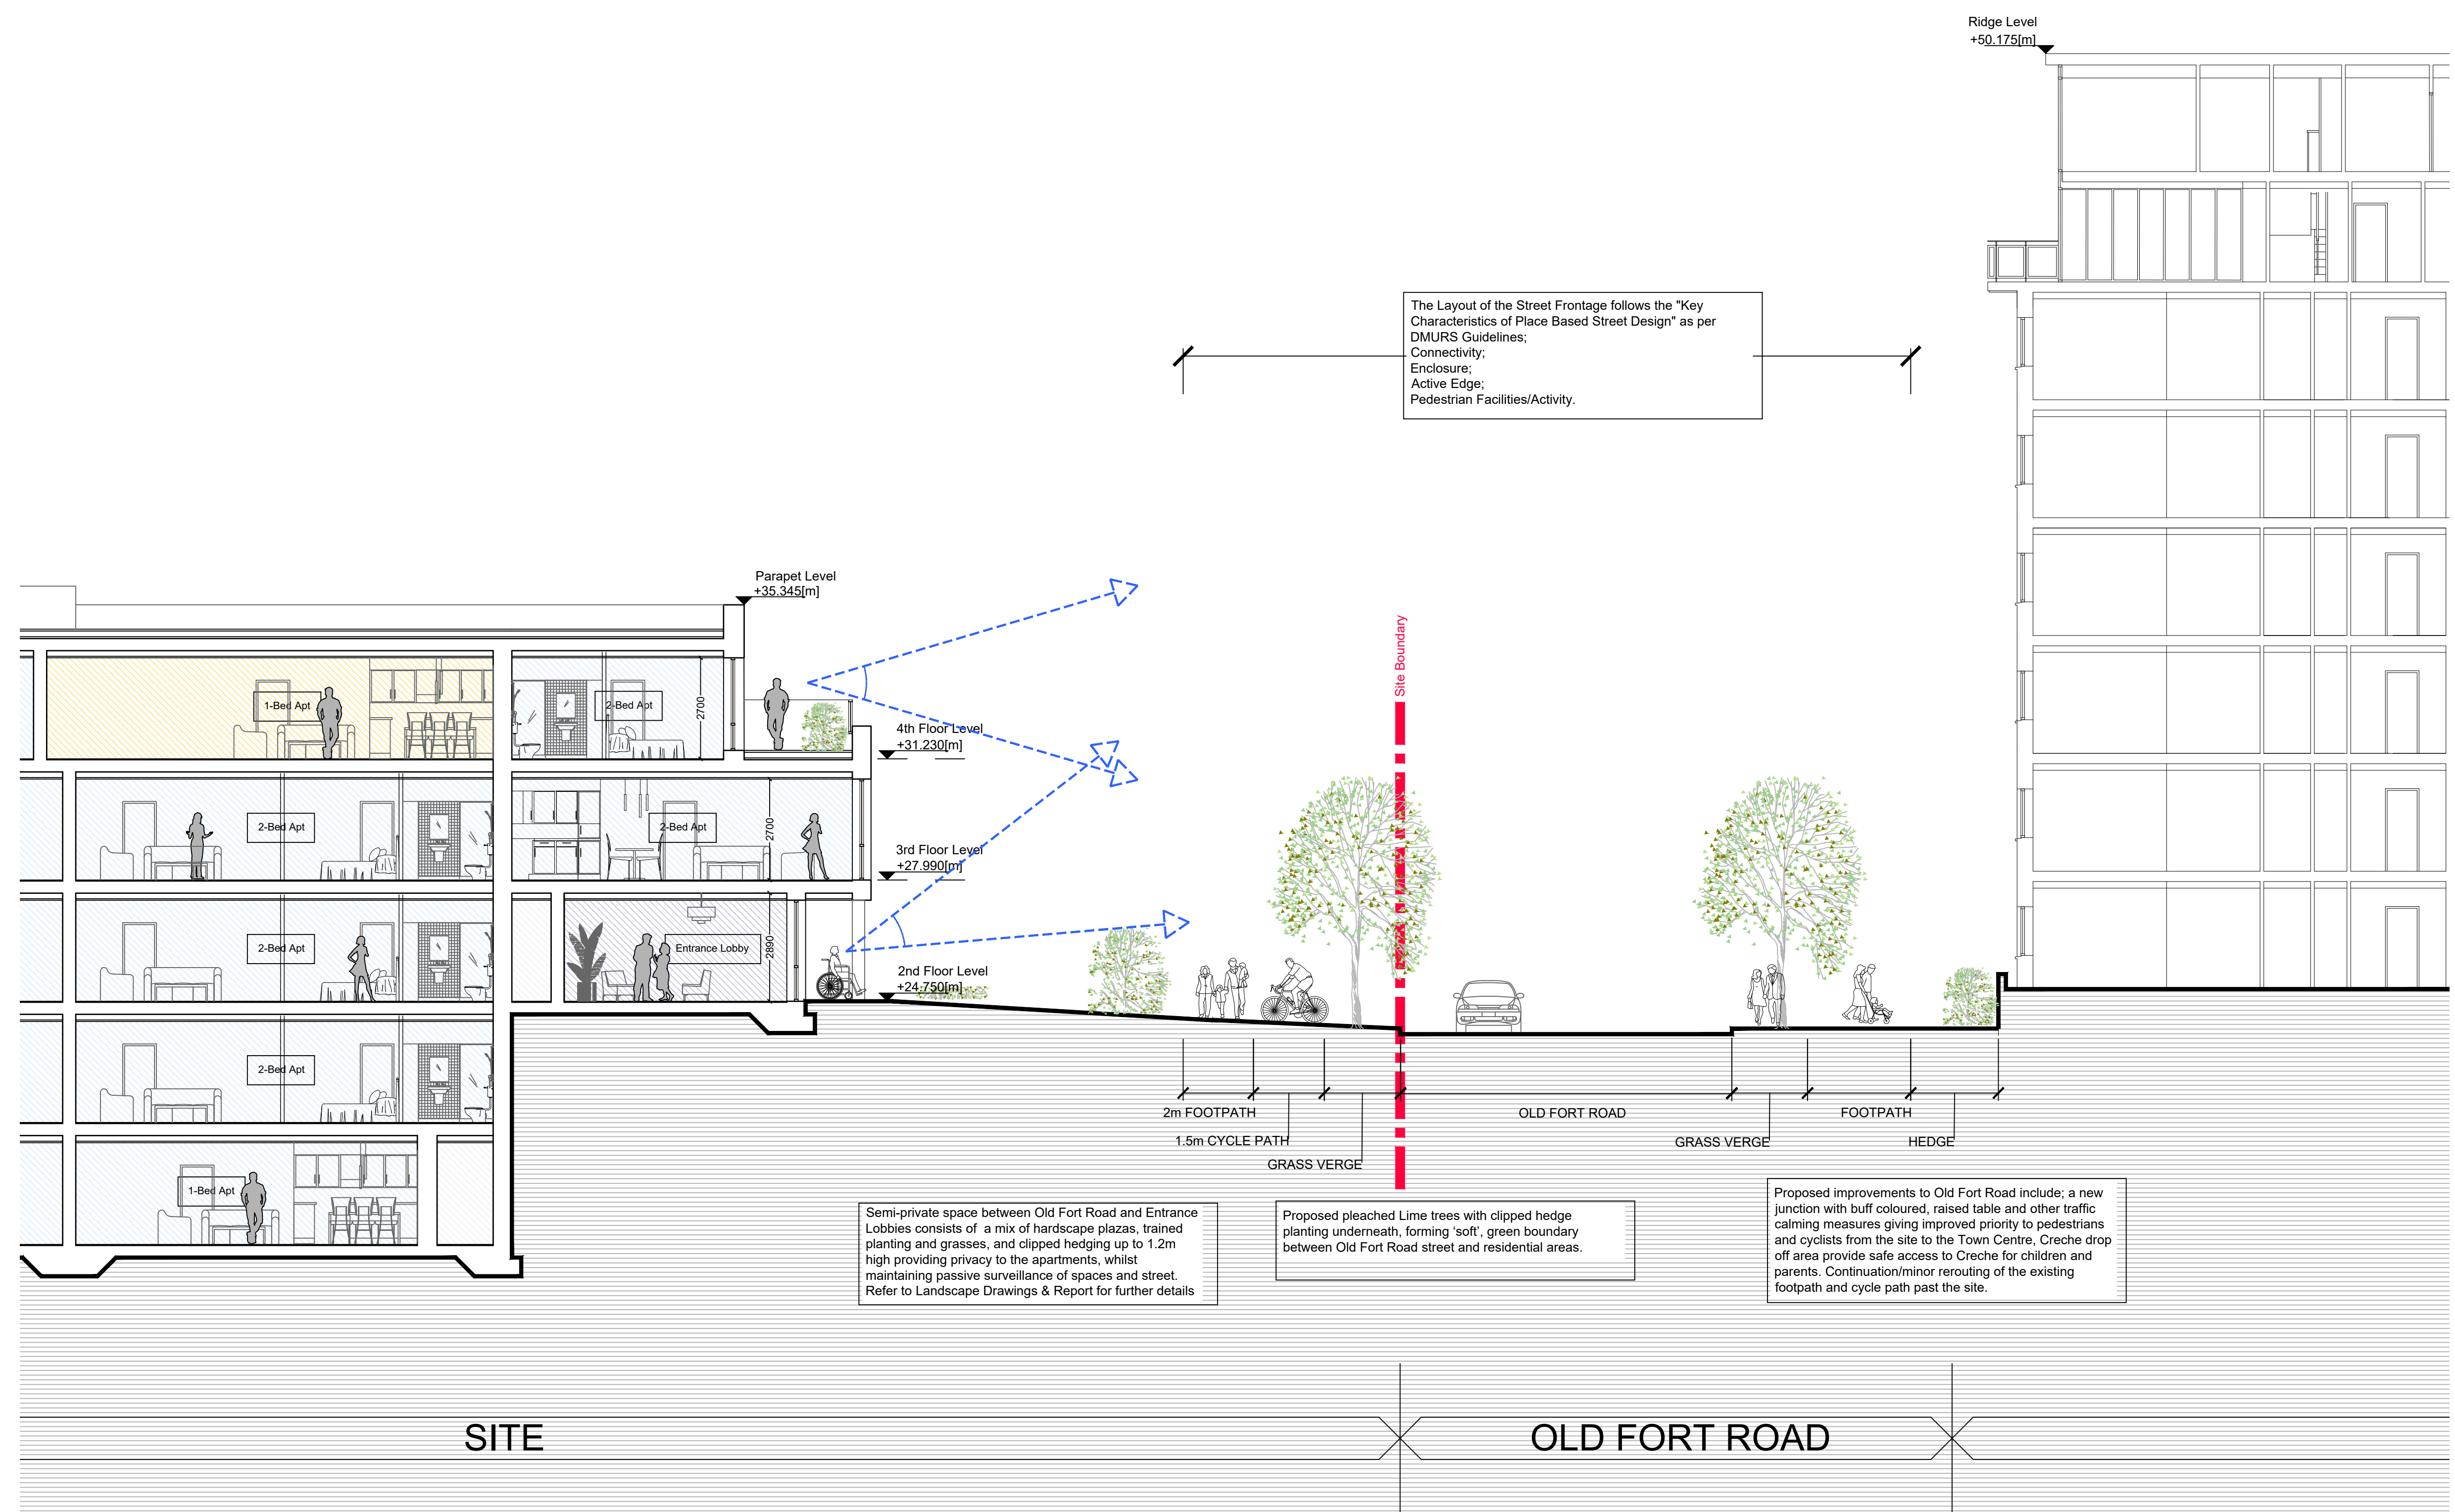 Ridge Level
+50.175[m]
The Layout of the Street Frontage follows the "Key
Characteristics of Place Based Street Design" as per
DMURS Guidelines;
Connectivity;
Enclosure;
Active Edge;
Pedestrian Facilities/Activity.
Parapet Level
+35.345[m]
Site Boundary
1-Bed Apt
2-Bed Apt
2700
4th Floor Level
+31.230[m]
2-Bed Apt
2-Bed Apt
2700
3rd Floor Level
+27.990[m]
2-Bed Apt
Entrance Lobby
2890
2nd Floor Level
+24.750[m]
2-Bed Apt
1-Bed Apt
2m FOOTPATH
1.5m CYCLE PATH
GRASS VERGE
OLD FORT ROAD
GRASS VERGE
FOOTPATH
HEDGE
Semi-private space between Old Fort Road and Entrance
Lobbies consists of a mix of hardscape plazas, trained
planting and grasses, and clipped hedging up to 1.2m
high providing privacy to the apartments, whilst
maintaining passive surveillance of spaces and street.
Refer to Landscape Drawings & Report for further details
Proposed pleached Lime trees with clipped hedge
planting underneath, forming ‘soft’, green boundary
between Old Fort Road street and residential areas.
Proposed improvements to Old Fort Road include; a new
junction with buff coloured, raised table and other traffic
calming measures giving improved priority to pedestrians
and cyclists from the site to the Town Centre, Creche drop
off area provide safe access to Creche for children and
parents. Continuation/minor rerouting of the existing
footpath and cycle path past the site.
SITE
OLD FORT ROAD